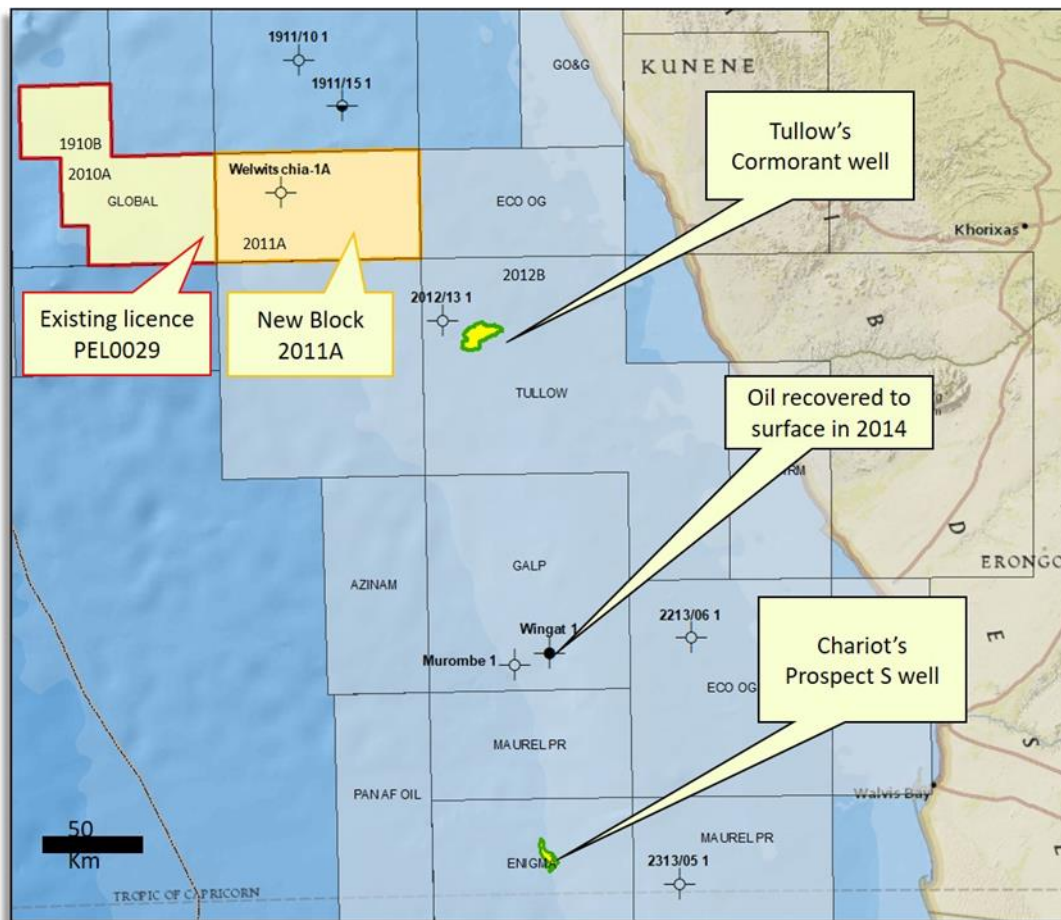 1911/10 1
GO&G
KUNENE
1911/15 1
Tullow's
Cormorant well
1910B
2010A
GLOBAL
Welwitschia-1A
2011A
ECO OG
Khorixas
2012B
Existing licence
PEL0029
New Block
2011A
2012/13 1
B
TULLOW
Oil recovered to
surface in 2014
D
ERONGO
AZINAM
GALP
2213/06 1
E
Wingat 1
Murombe 1
Chariot's
Prospect S well
ECO OG
S
MAUREL PR
PANAF OIL
Walvis Bay
50
Km
ENIGMA
MAUREL PR
2313/05 1
TROPIC OF CAPRICORN